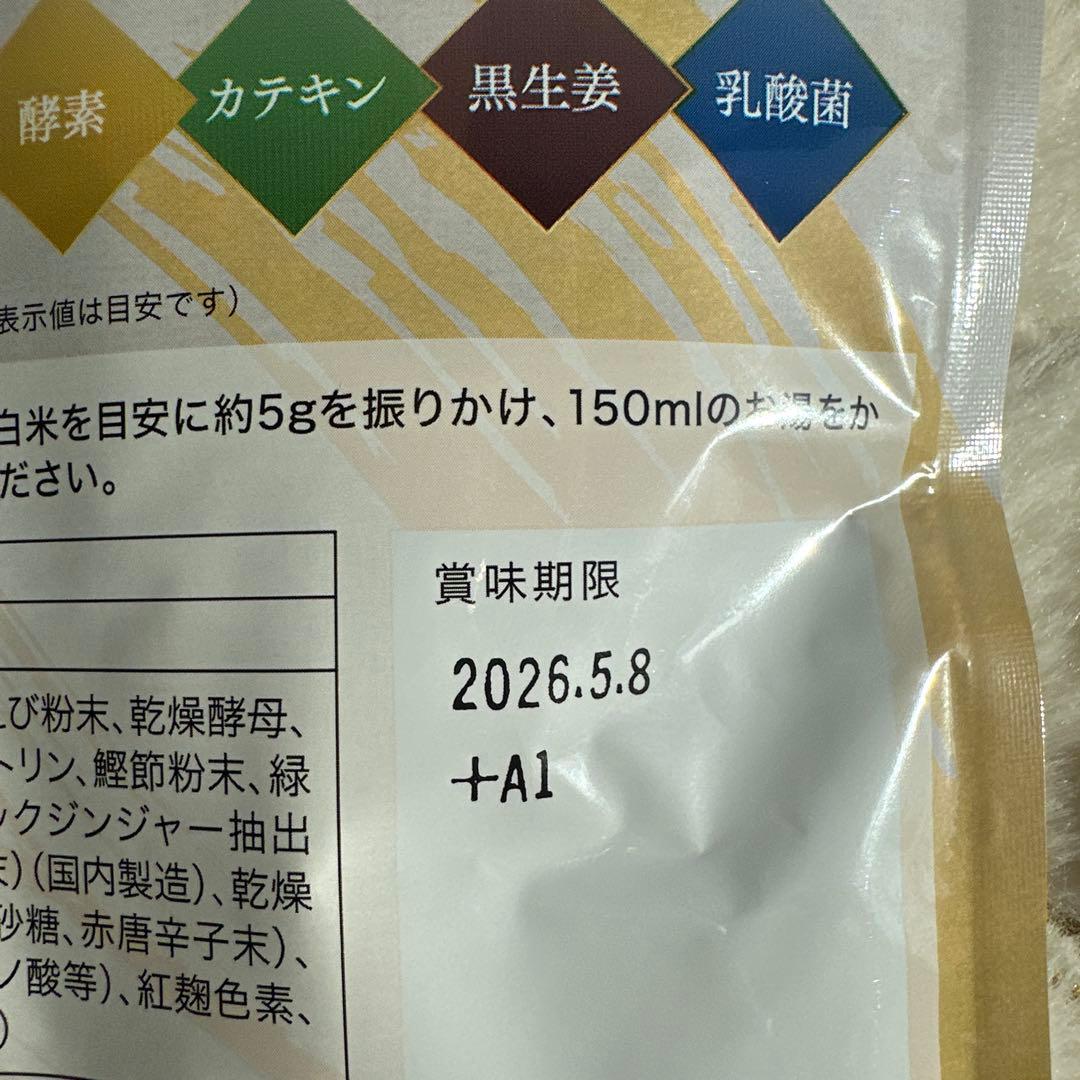 酵素
カテキン
黒生姜
乳酸菌
表示値は目安です）
白米を目安に約5gを振りかけ、150mlのお湯をか
ださい。
賞味期限
2026.5.8
+A1
び粉末、乾燥酵母、
トリン、鰹節粉末、緑
ックジンジャー抽出
末）（国内製造）、乾燥
砂糖、赤唐辛子末）、
ノ酸等）、紅麹色素、
）